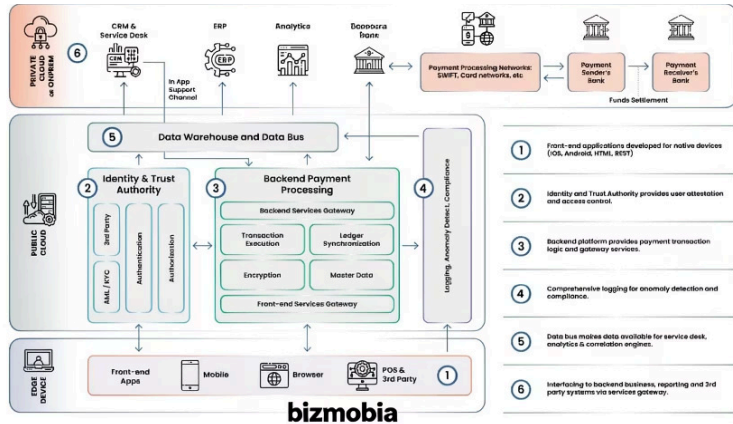 PRIVATE CLOUD
or ONPREM
6
CRM &
Service Desk
CRM
ERP
ERP
Analytics
In App
Support
Channel
Payment Processing Networks:
SWIFT, Card networks, etc
Payment
Sender's
Bank
Payment
Receiver's
Bank
Funds Settlement
PUBLIC
CLOUD
5
Data Warehouse and Data Bus
2
Identity & Trust
Authority
3rd Party
AML / KYC
Authentication
Authorization
3
Backend Payment
Processing
Backend Services Gateway
Transaction
Execution
Ledger
Synchronization
Encryption
Master Data
Front-end Services Gateway
4
Logging, Anomaly Detect, Compliance
EDGE
DEVICE
Front-end
Apps
Mobile
Browser
POS &
3rd Party
1
1
Front-end applications developed for native devices
(iOS, Android, HTML, REST)
2
Identity and Trust Authority provides user attestation
and access control.
3
Backend platform provides payment transaction
logic and gateway services.
4
Comprehensive logging for anomaly detection and
compliance.
5
Data bus makes data available for service desk,
analytics & correlation engines.
6
Interfacing to backend business, reporting and 3rd
party systems via services gateway.
bizmobia